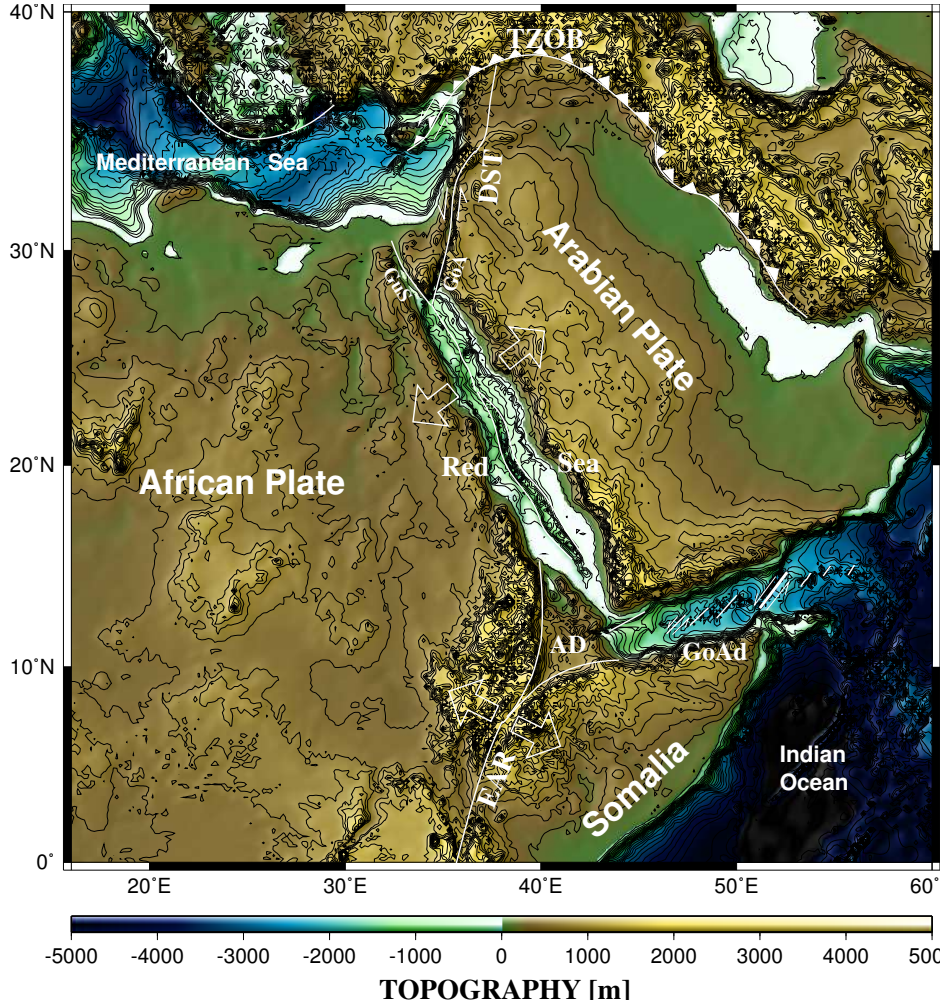 40˚N
TZOB
Mediterranean Sea
DST
30˚N
GuS
GoA
Arabian Plate
20˚N
Red Sea
African Plate
10˚N
AD
GoAd
EAR
Somalia
Indian
Ocean
0˚
20˚E 30˚E 40˚E 50˚E 60˚
-5000 -4000 -3000 -2000 -1000 0 1000 2000 3000 4000 500
TOPOGRAPHY [m]